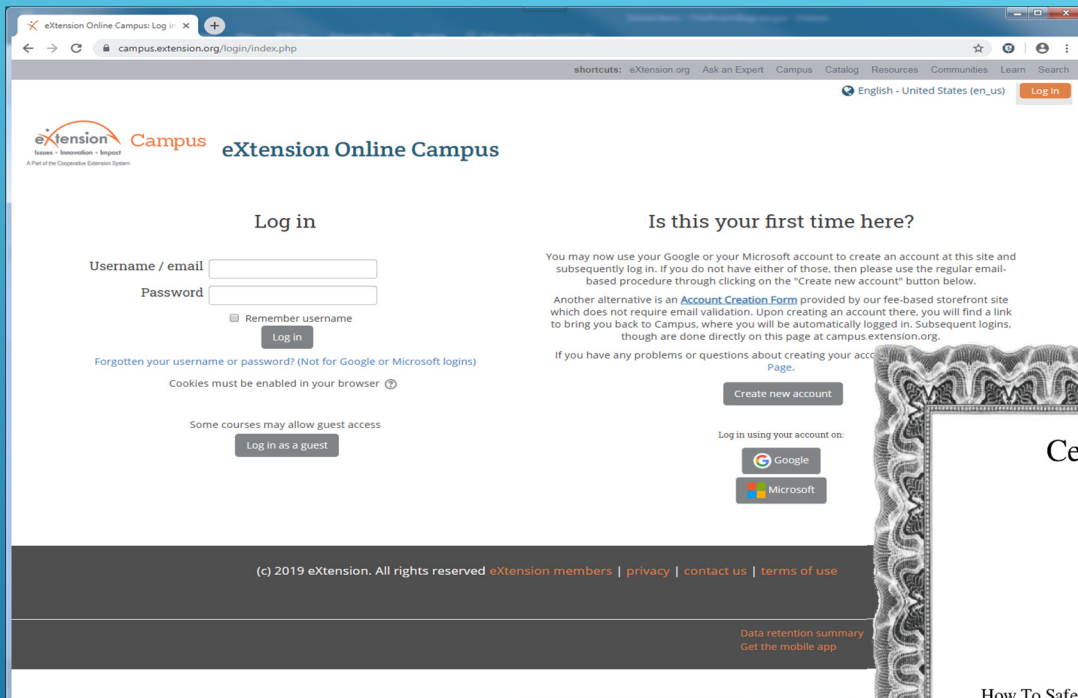 eXtension Online Campus: Log in
campus.extension.org/login/index.php
shortcuts: eXtension.org Ask an Expert Campus Catalog Resources Communities Learn Search
English - United States (en_us) Log In
eXtension Campus
Issues - Innovation - Impact
A Part of the Cooperative Extension System
eXtension Online Campus
Log in
Username / email
Password
Remember username
Log in
Forgotten your username or password? (Not for Google or Microsoft logins)
Cookies must be enabled in your browser
Some courses may allow guest access
Log in as a guest
Is this your first time here?
You may now use your Google or your Microsoft account to create an account at this site and
subsequently log in. If you do not have either of those, then please use the regular email-
based procedure through clicking on the "Create new account" button below.
Another alternative is an Account Creation Form provided by our fee-based storefront site
which does not require email validation. Upon creating an account there, you will find a link
to bring you back to Campus, where you will be automatically logged in. Subsequent logins,
though are done directly on this page at campus.extension.org.
If you have any problems or questions about creating your acc
Page.
Create new account
Log in using your account on:
Google
Microsoft
(c) 2019 eXtension. All rights reserved eXtension members | privacy | contact us | terms of use
Data retention summary
Get the mobile app
Ce
How To Safe